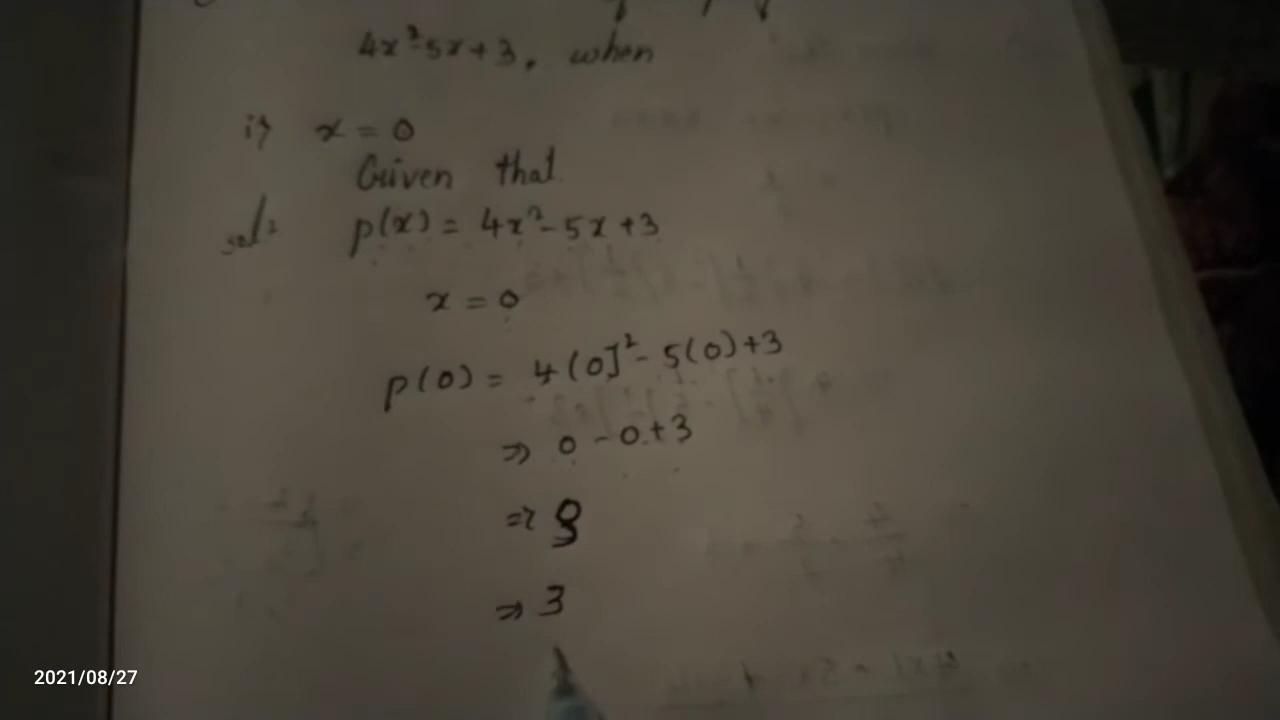 4x²-5x+3, when
i) x = 0
Given that
sol: p(x) = 4x²-5x+3
x = 0
p(0) = 4(0]²- 5(0)+3
⇒ 0 - 0+3
⇒ 3
2021/08/27